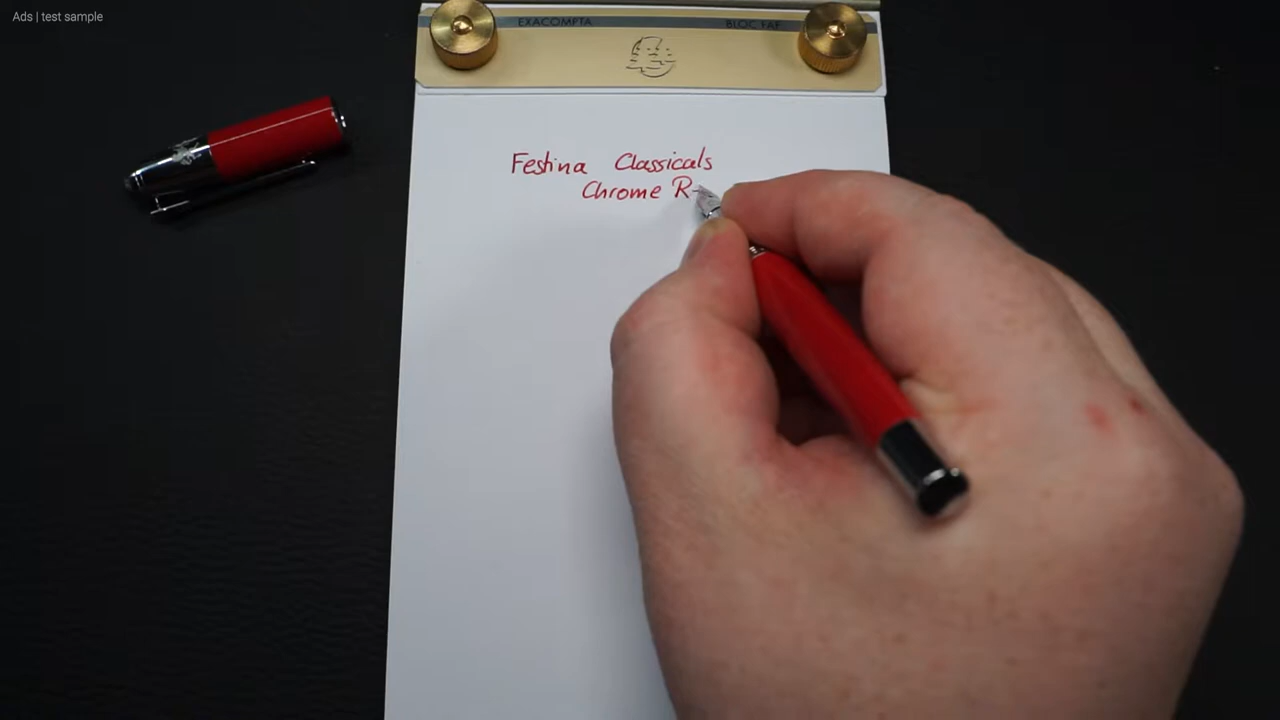 Ads | test sample
EXACOMPTA BLOC FAF
Festina Classicals
Chrome R